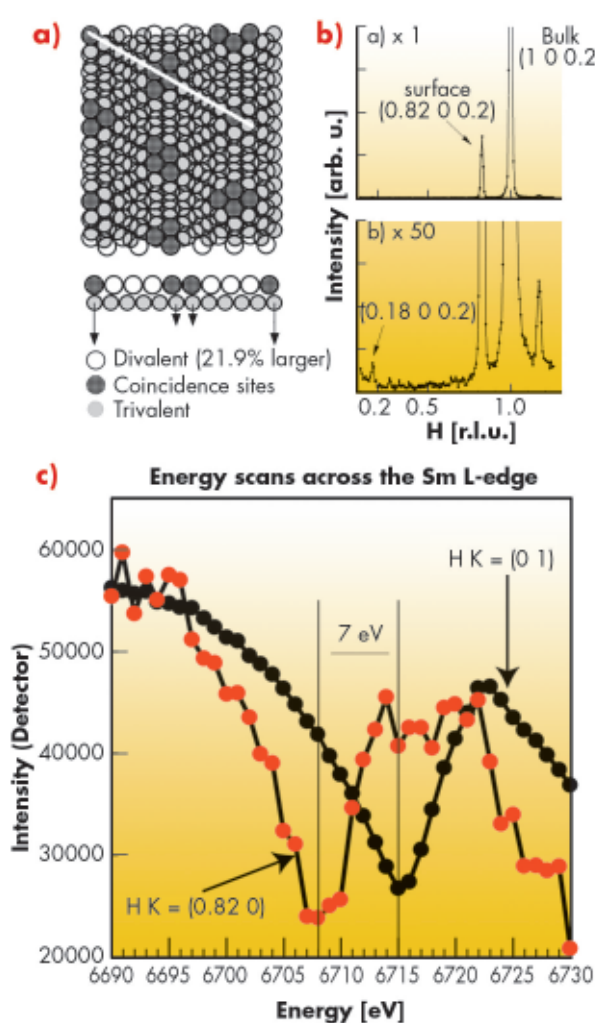 a)
Divalent (21.9% larger)
Coincidence sites
Trivalent
b)
a) x 1
Bulk
(1 0 0.2
surface
(0.82 0 0.2)
b) x 50
(0.18 0 0.2)
Intensity [arb. u.]
0.2 0.5 1.0
H [r.l.u.]
c)
Energy scans across the Sm L-edge
H K = (0 1)
7 eV
H K = (0.82 0)
Intensity (Detector)
60000
50000
40000
30000
20000
6690 6695 6700 6705 6710 6715 6720 6725 6730
Energy [eV]